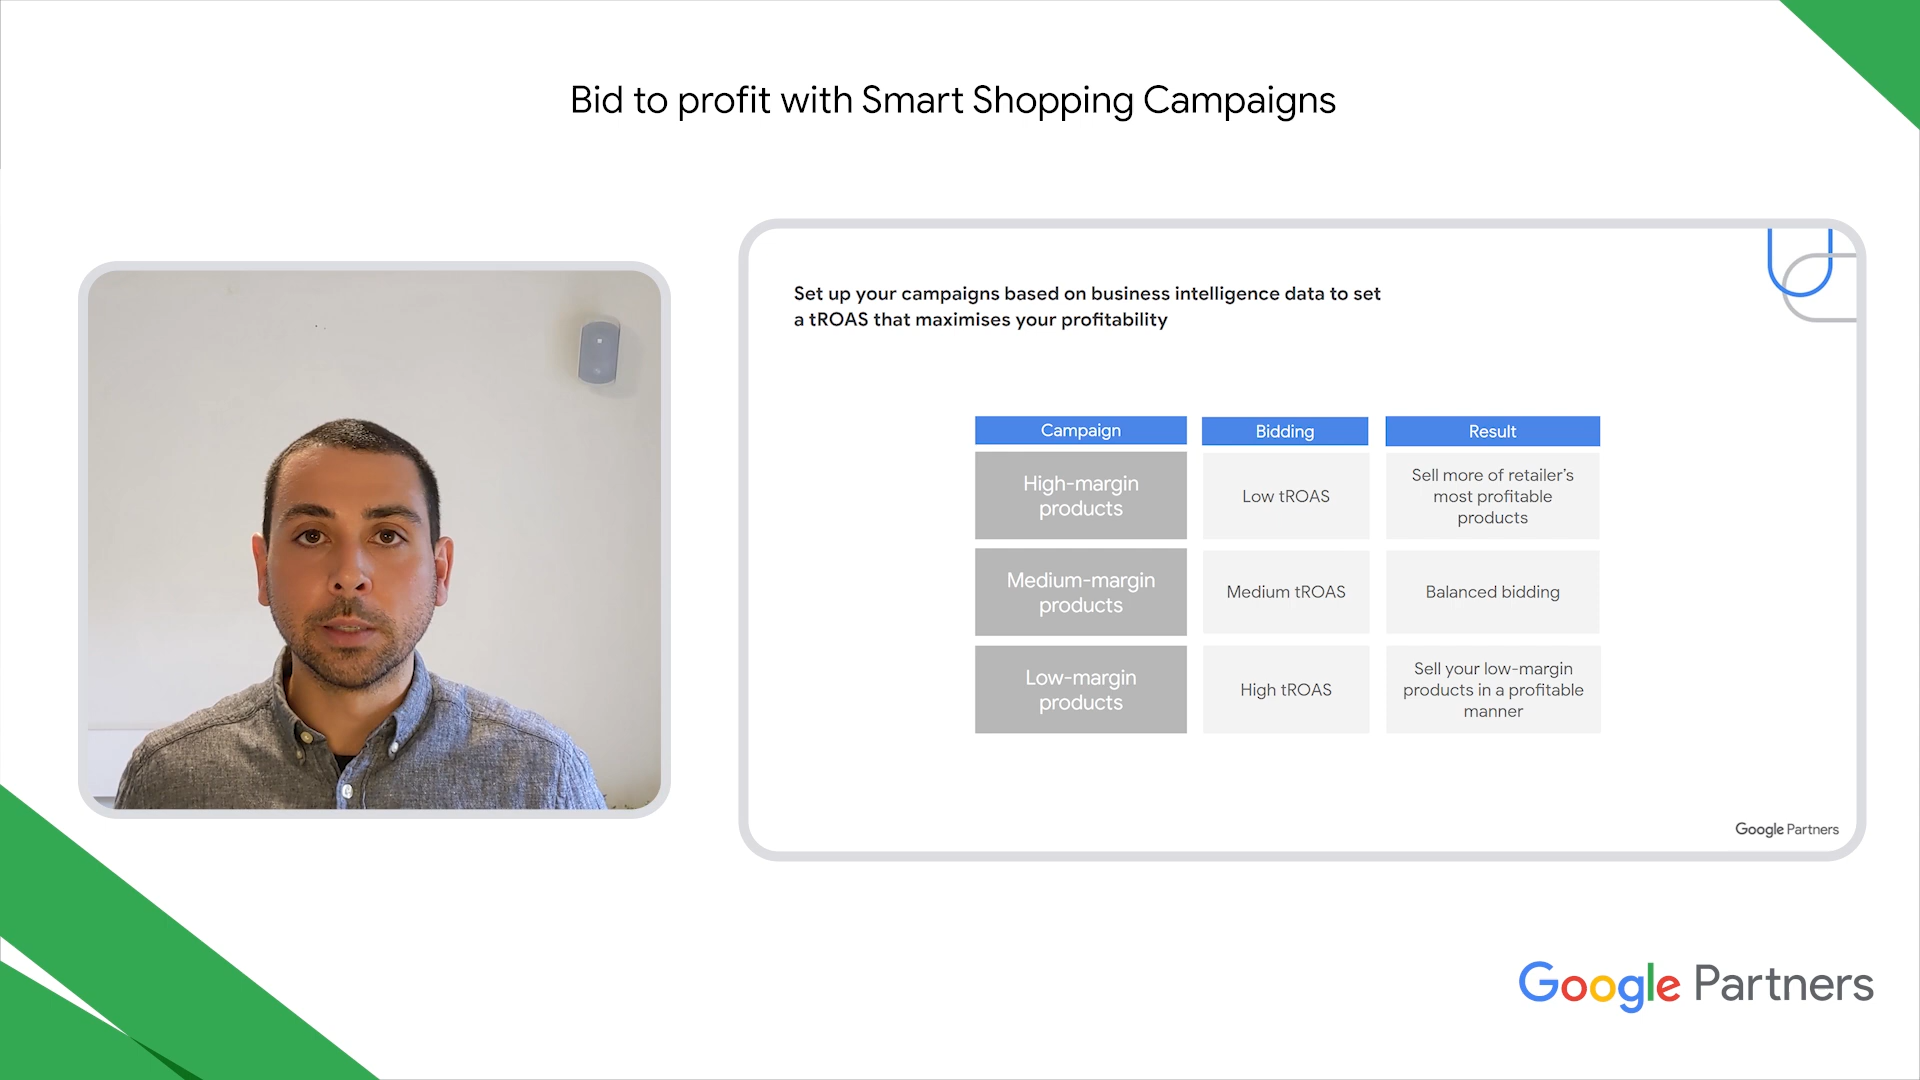 Bid to profit with Smart Shopping Campaigns
Set up your campaigns based on business intelligence data to set
a tROAS that maximises your profitability
Campaign
Bidding
Result
High-margin
products
Low tROAS
Sell more of retailer’s
most profitable
products
Medium-margin
products
Medium tROAS
Balanced bidding
Low-margin
products
High tROAS
Sell your low-margin
products in a profitable
manner
Google Partners
Google Partners